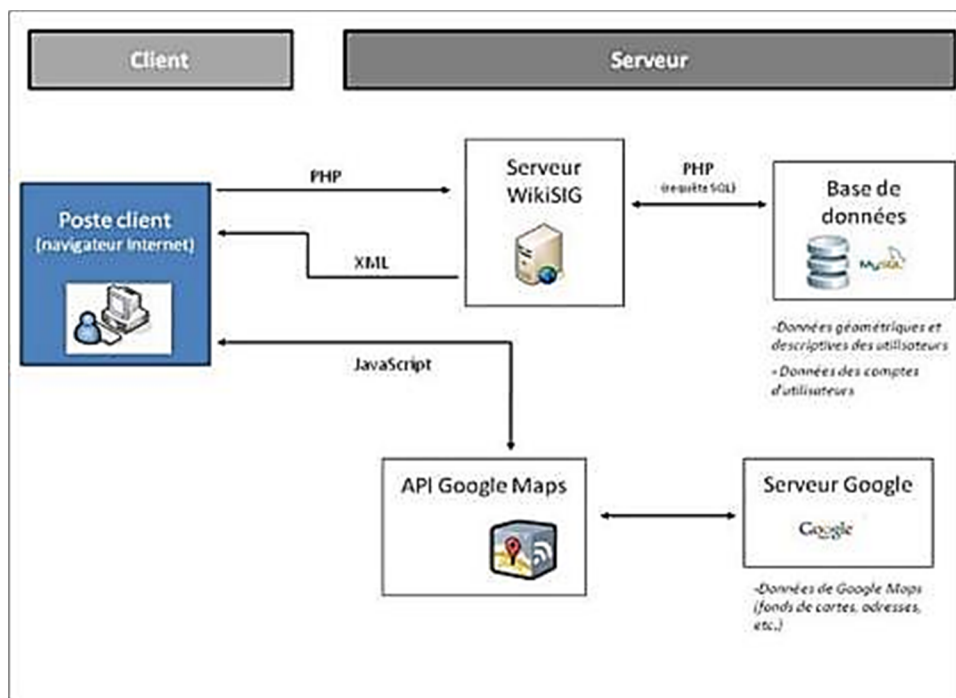 Client
Serveur
Poste client
(navigateur Internet)
PHP
XML
JavaScript
Serveur
WikiSIG
PHP
(requête SQL)
Base de
données
MySQL
-Données géométriques et
descriptives des utilisateurs
- Données des comptes
d'utilisateurs
API Google Maps
Serveur Google
Google
-Données de Google Maps
(fonds de cartes, adresses,
etc.)